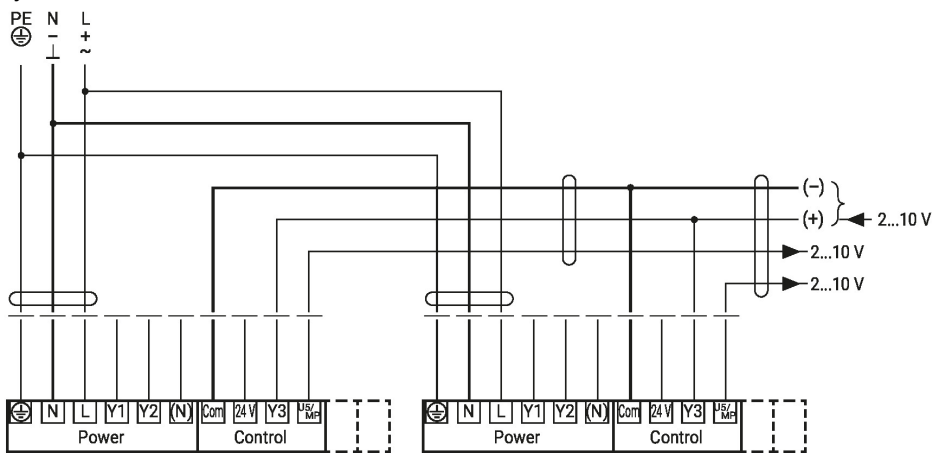 PE N L
– +
⊥ ~
(–)
(+) 2...10 V
2...10 V
2...10 V
N L Y1 Y2 (N) Com 24 V Y3 U5/MP
Power Control
N L Y1 Y2 (N) Com 24 V Y3 U5/MP
Power Control